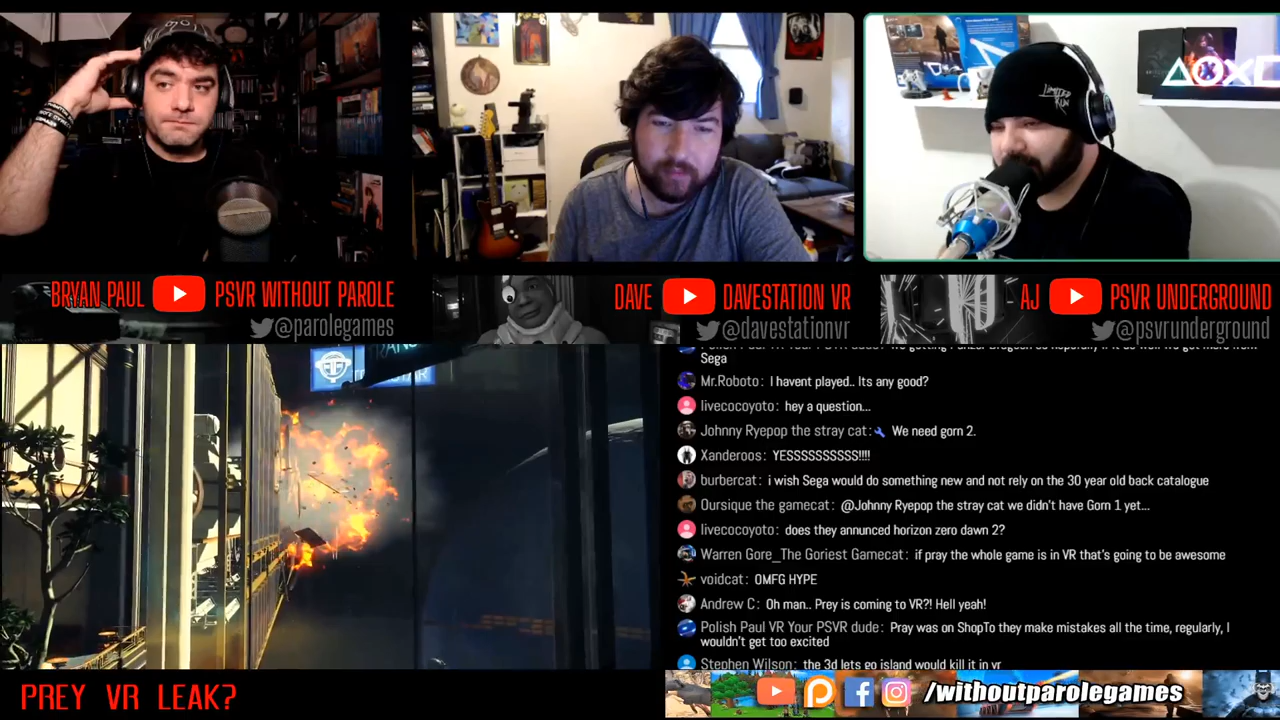 LIMITED
RUN
BRYAN PAUL PSVR WITHOUT PAROLE
@parolegames
DAVE DAVESTATION VR
@davestationvr
AJ PSVR UNDERGROUND
@psvrunderground
Sega
Mr.Roboto: I havent played.. Its any good?
livecocoyoto: hey a question...
Johnny Ryepop the stray cat: We need gorn 2.
Xanderoos: YESSSSSSSSSS!!!!
burbercat: i wish Sega would do something new and not rely on the 30 year old back catalogue
Oursique the gamecat: @Johnny Ryepop the stray cat we didn't have Gorn 1 yet...
livecocoyoto: does they annunced horizon zero dawn 2?
Warren Gore_The Goriest Gamecat: if pray the whole game is in VR that's going to be awesome
voidcat: OMFG HYPE
Andrew C: Oh man.. Prey is coming to VR?! Hell yeah!
Polish Paul VR Your PSVR dude: Pray was on ShopTo they make mistakes all the time, regularly, I
wouldn't get too excited
Stephen Wilson: the 3d lets go island would kill it in vr
PREY VR LEAK?
/withoutparolegames